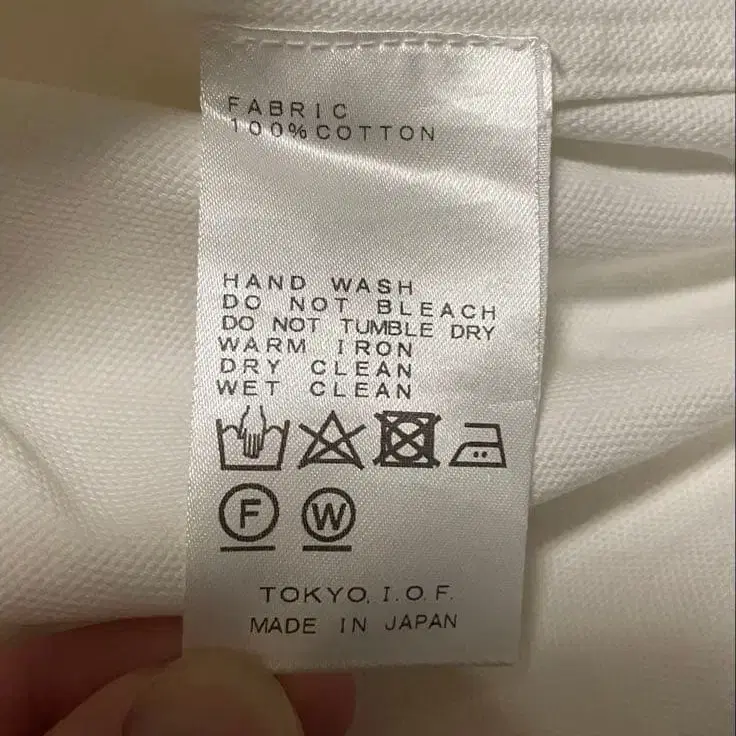 FABRIC
100%COTTON
HAND WASH
DO NOT BLEACH
DO NOT TUMBLE DRY
WARM IRON
DRY CLEAN
WET CLEAN
F W
TOKYO, I.O.F.
MADE IN JAPAN